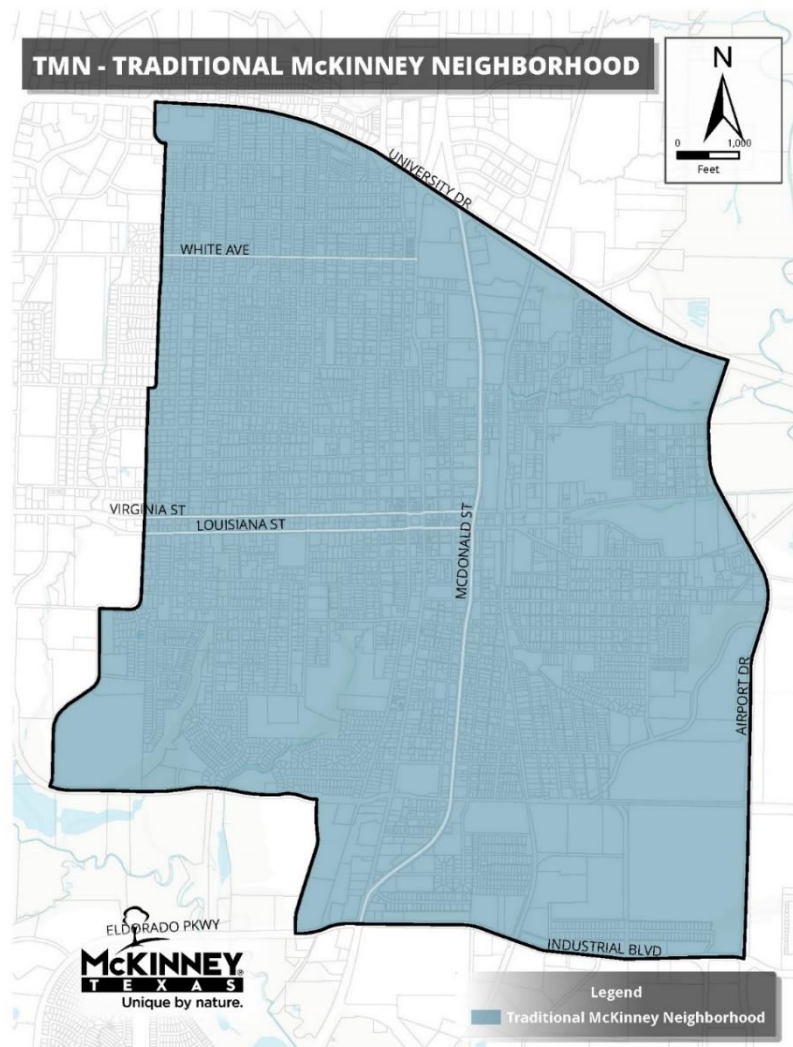 TMN - TRADITIONAL McKINNEY NEIGHBORHOOD
N
0 1,000
Feet
UNIVERSITY DR
WHITE AVE
VIRGINIA ST
LOUISIANA ST
MCDONALD ST
AIRPORT DR
ELDORADO PKWY
INDUSTRIAL BLVD
McKINNEY
TEXAS
Unique by nature.
Legend
Traditional McKinney Neighborhood